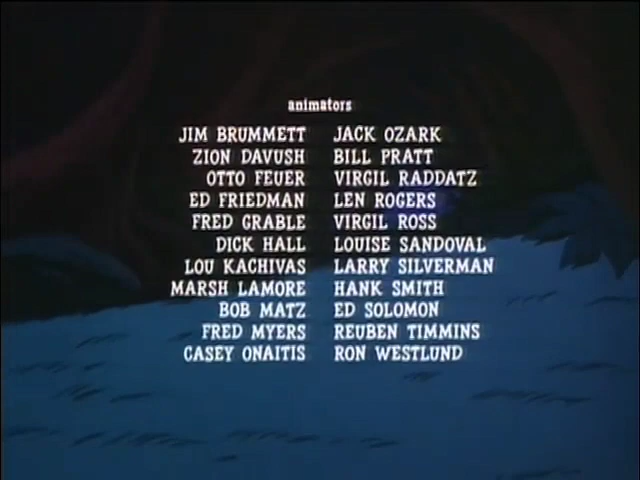 animators
JIM BRUMMETT JACK OZARK
ZION DAVUSH BILL PRATT
OTTO FEUER VIRGIL RADDATZ
ED FRIEDMAN LEN ROGERS
FRED GRABLE VIRGIL ROSS
DICK HALL LOUISE SANDOVAL
LOU KACHIVAS LARRY SILVERMAN
MARSH LAMORE HANK SMITH
BOB MATZ ED SOLOMON
FRED MYERS REUBEN TIMMINS
CASEY ONAITIS RON WESTLUND